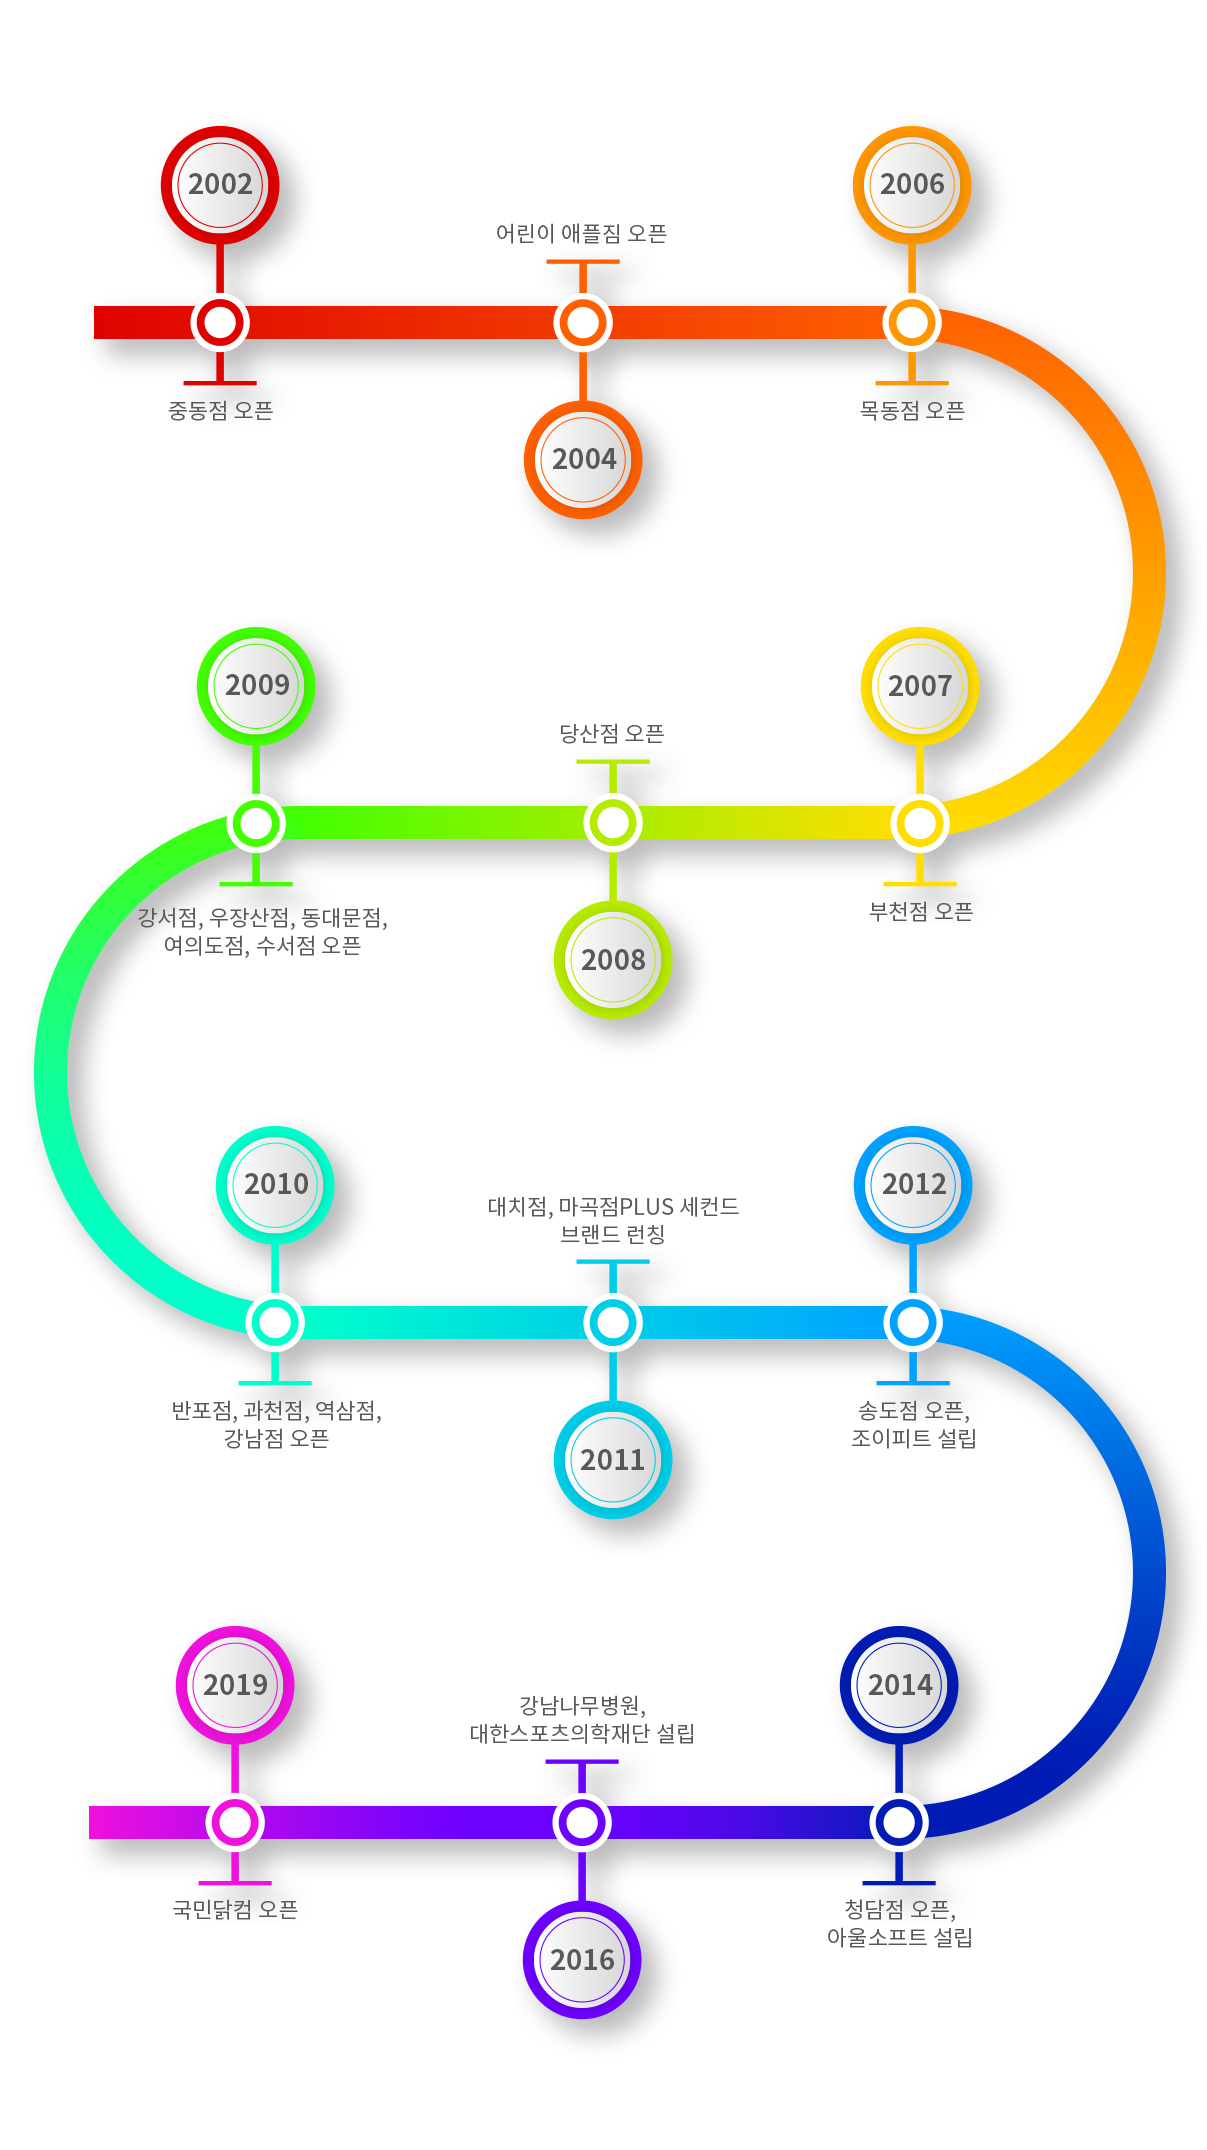 2002
중동점 오픈
어린이 애플짐 오픈
2004
2006
목동점 오픈
2007
부천점 오픈
당산점 오픈
2008
2009
강서점, 우장산점, 동대문점,
여의도점, 수서점 오픈
2010
반포점, 과천점, 역삼점,
강남점 오픈
대치점, 마곡점PLUS 세컨드
브랜드 런칭
2011
2012
송도점 오픈,
조이피트 설립
2014
청담점 오픈,
아울소프트 설립
강남나무병원,
대한스포츠의학재단 설립
2016
2019
국민닭컴 오픈